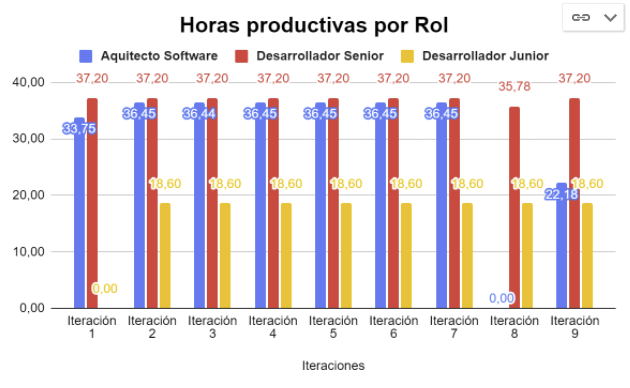 Horas productivas por Rol
Aquitecto Software Desarrollador Senior Desarrollador Junior
40,00
30,00
20,00
10,00
0,00
33,75 37,20 0,00
36,45 37,20 18,60
36,44 37,20 18,60
36,45 37,20 18,60
36,45 37,20 18,60
36,45 37,20 18,60
36,45 37,20 18,60
0,00 35,78 18,60
22,18 37,20 18,60
Iteración 1
Iteración 2
Iteración 3
Iteración 4
Iteración 5
Iteración 6
Iteración 7
Iteración 8
Iteración 9
Iteraciones